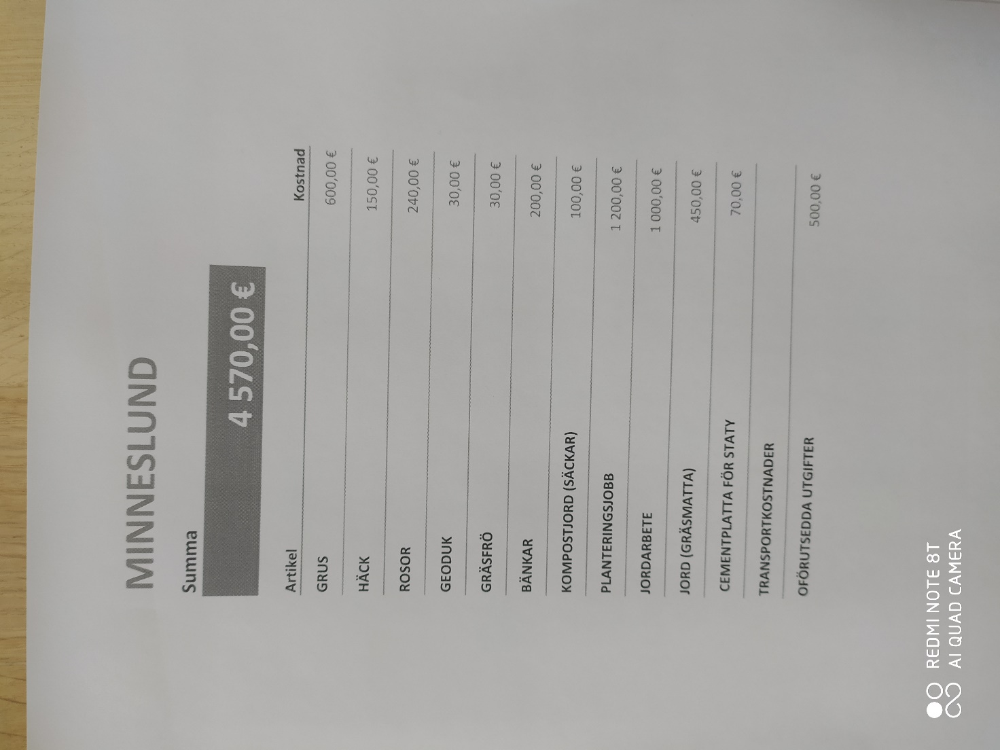 MINNESLUND
Summa
4 570,00 €
Artikel Kostnad
GRUS 600,00 €
HÄCK 150,00 €
ROSOR 240,00 €
GEODUK 30,00 €
GRÄSFRÖ 30,00 €
BÄNKAR 200,00 €
KOMPOSTJORD (SÄCKAR) 100,00 €
PLANTERINGSJOBB 1 200,00 €
JORDARBETE 1 000,00 €
JORD (GRÄSMATTA) 450,00 €
CEMENTPLATTA FÖR STATY 70,00 €
TRANSPORTKOSTNADER
OFÖRUTSEDDA UTGIFTER 500,00 €
REDMI NOTE 8T
AI QUAD CAMERA